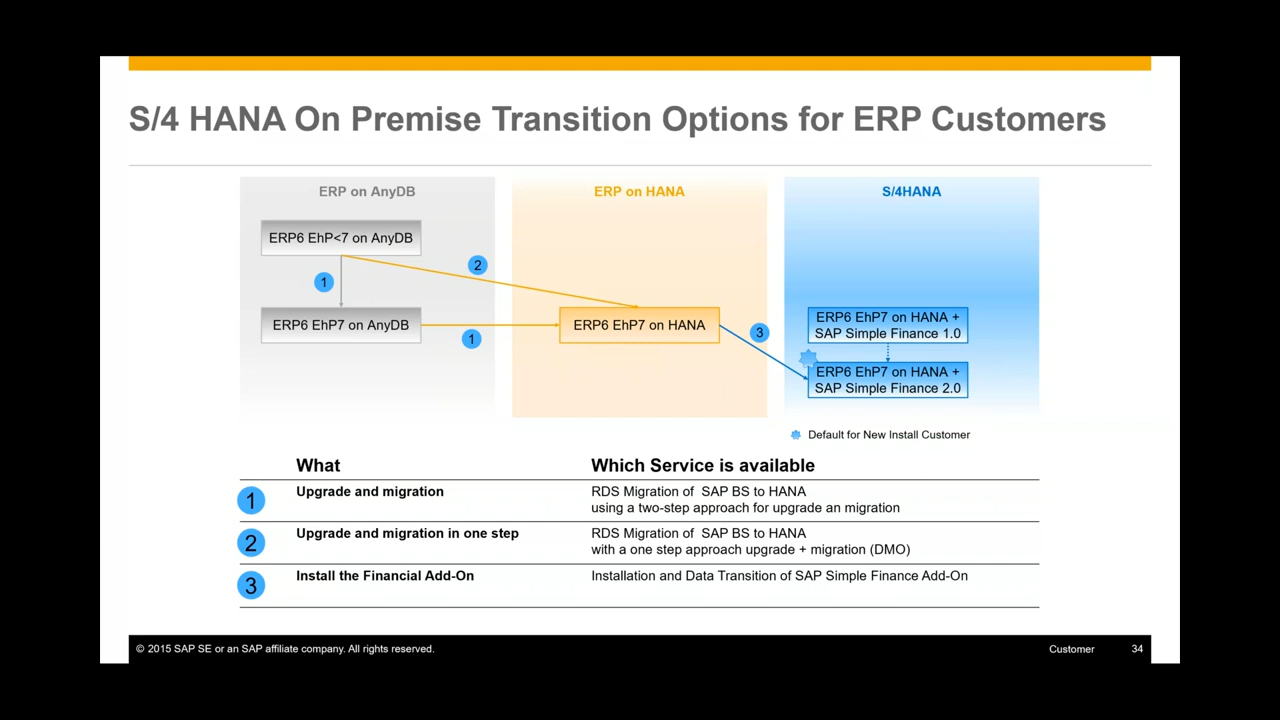 S/4 HANA On Premise Transition Options for ERP Customers
ERP on AnyDB
ERP on HANA
S/4HANA
ERP6 EhP<7 on AnyDB
2
1
ERP6 EhP7 on AnyDB
1
ERP6 EhP7 on HANA
3
ERP6 EhP7 on HANA +
SAP Simple Finance 1.0
ERP6 EhP7 on HANA +
SAP Simple Finance 2.0
Default for New Install Customer
What
Which Service is available
1
Upgrade and migration
RDS Migration of SAP BS to HANA
using a two-step approach for upgrade an migration
2
Upgrade and migration in one step
RDS Migration of SAP BS to HANA
with a one step approach upgrade + migration (DMO)
3
Install the Financial Add-On
Installation and Data Transition of SAP Simple Finance Add-On
© 2015 SAP SE or an SAP affiliate company. All rights reserved.
Customer
34